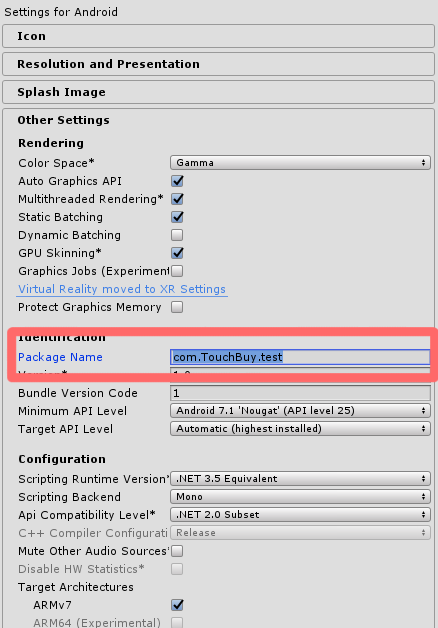 Settings for Android
Icon
Resolution and Presentation
Splash Image
Other Settings
Rendering
Color Space* Gamma
Auto Graphics API
Multithreaded Rendering*
Static Batching
Dynamic Batching
GPU Skinning*
Graphics Jobs (Experiment
Virtual Reality moved to XR Settings
Protect Graphics Memory
Identification
Package Name com.TouchBuy.test
Version* 1.0
Bundle Version Code 1
Minimum API Level Android 7.1 'Nougat' (API level 25)
Target API Level Automatic (highest installed)
Configuration
Scripting Runtime Version* .NET 3.5 Equivalent
Scripting Backend Mono
Api Compatibility Level* .NET 2.0 Subset
C++ Compiler Configurati Release
Mute Other Audio Sources*
Disable HW Statistics*
Target Architectures
ARMv7
ARM64 (Experimental)